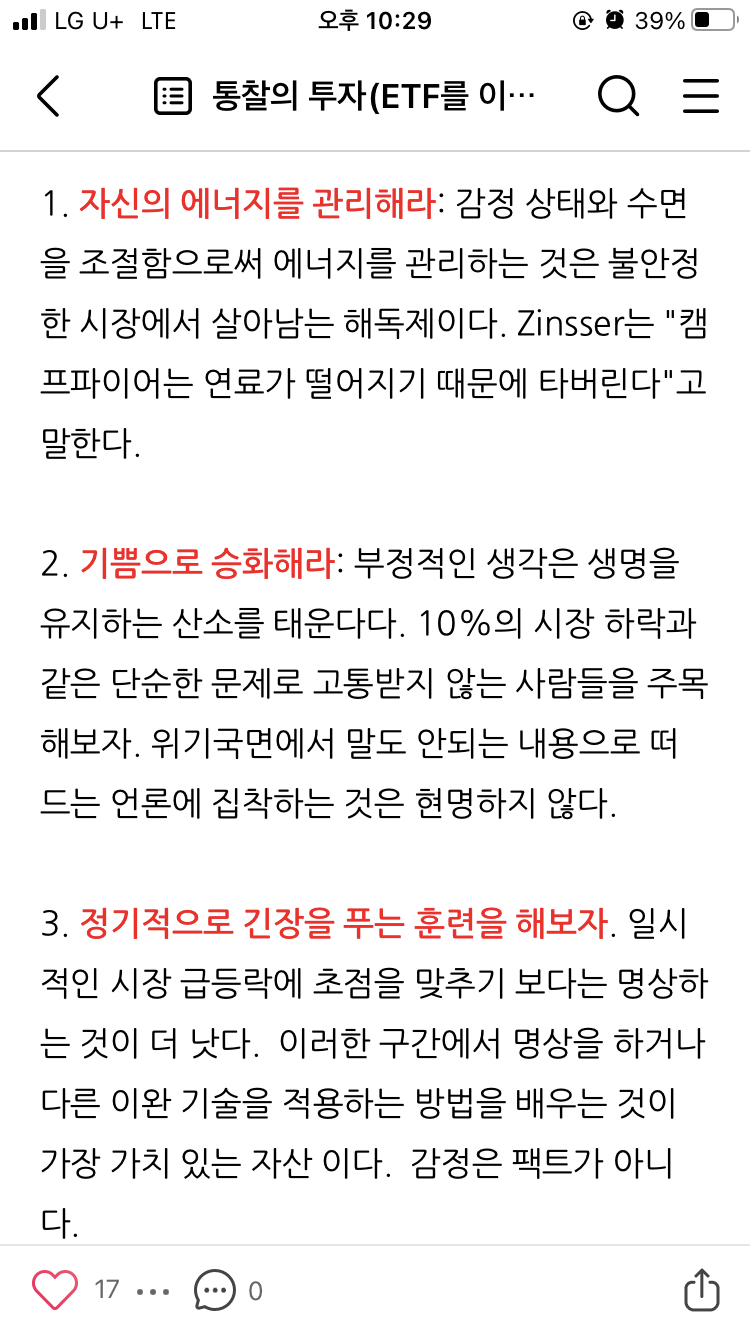 LG U+ LTE 오후 10:29 39%
통찰의 투자(ETF를 이…
1. 자신의 에너지를 관리해라: 감정 상태와 수면
을 조절함으로써 에너지를 관리하는 것은 불안정
한 시장에서 살아남는 해독제이다. Zinsser는 "캠
프파이어는 연료가 떨어지기 때문에 타버린다"고
말한다.
2. 기쁨으로 승화해라: 부정적인 생각은 생명을
유지하는 산소를 태운다다. 10%의 시장 하락과
같은 단순한 문제로 고통받지 않는 사람들을 주목
해보자. 위기국면에서 말도 안되는 내용으로 떠
드는 언론에 집착하는 것은 현명하지 않다.
3. 정기적으로 긴장을 푸는 훈련을 해보자. 일시
적인 시장 급등락에 초점을 맞추기 보다는 명상하
는 것이 더 낫다.  이러한 구간에서 명상을 하거나
다른 이완 기술을 적용하는 방법을 배우는 것이
가장 가치 있는 자산 이다.  감정은 팩트가 아니
다.
17 0